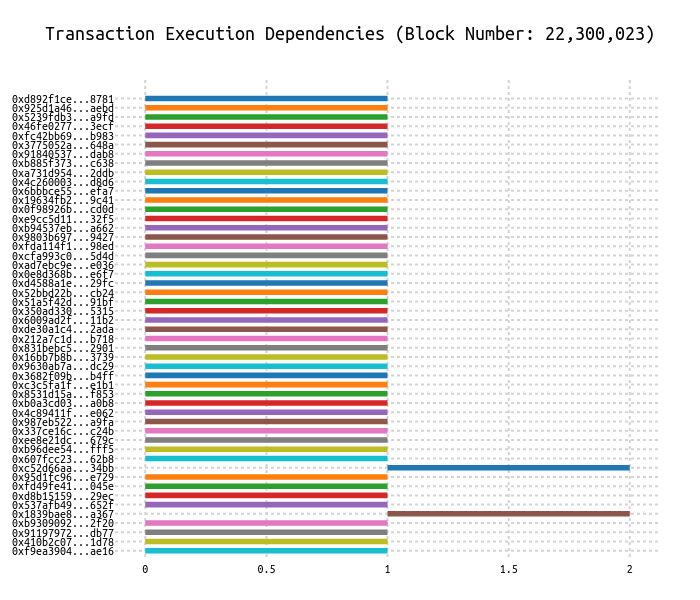 Transaction Execution Dependencies (Block Number: 22,300,023)
0xd892f1ce...8781
0x925d1a46...aebd
0x5239fdb3...a9fd
0x46fe0277...3ecf
0xfc42bb69...b983
0x3775052a...648a
0x91840537...dab8
0xb885f373...c638
0xa731d954...2ddb
0x4c260003...d8d6
0x6bbbce55...efa7
0x19634fb2...9c41
0x0f98926b...cd0d
0xe9cc5d11...32f5
0xb94537eb...a662
0x9803b697...9427
0xfda114f1...98ed
0xcfa993c0...5d4d
0xad7ebc9e...e036
0x0e8d368b...e6f7
0xd4588a1e...29fc
0x52bbd22b...cb24
0x51a5f42d...91bf
0x350ad330...5315
0x6009ad2f...11b2
0xde30a1c4...2ada
0x212a7c1d...b718
0x831bebc5...2901
0x16bb7b8b...3739
0x9630ab7a...dc29
0x3682f09b...b4ff
0xc3c5fa1f...e1b1
0x8531d15a...f853
0xb0a3cd03...a0b8
0x4c89411f...e062
0x987eb522...a9fa
0x337ce16c...c24b
0xee8e21dc...679c
0xb96dee54...fff5
0x607fcc23...62b8
0xc52d66aa...34bb
0x95d1fc96...e729
0xfd49fe41...045e
0xd8b15159...29ec
0x537afb49...652f
0x1839bae8...a367
0xb9309092...2f20
0x91197972...db77
0x410b2c07...1d78
0xf9ea3904...ae16
0 0.5 1 1.5 2